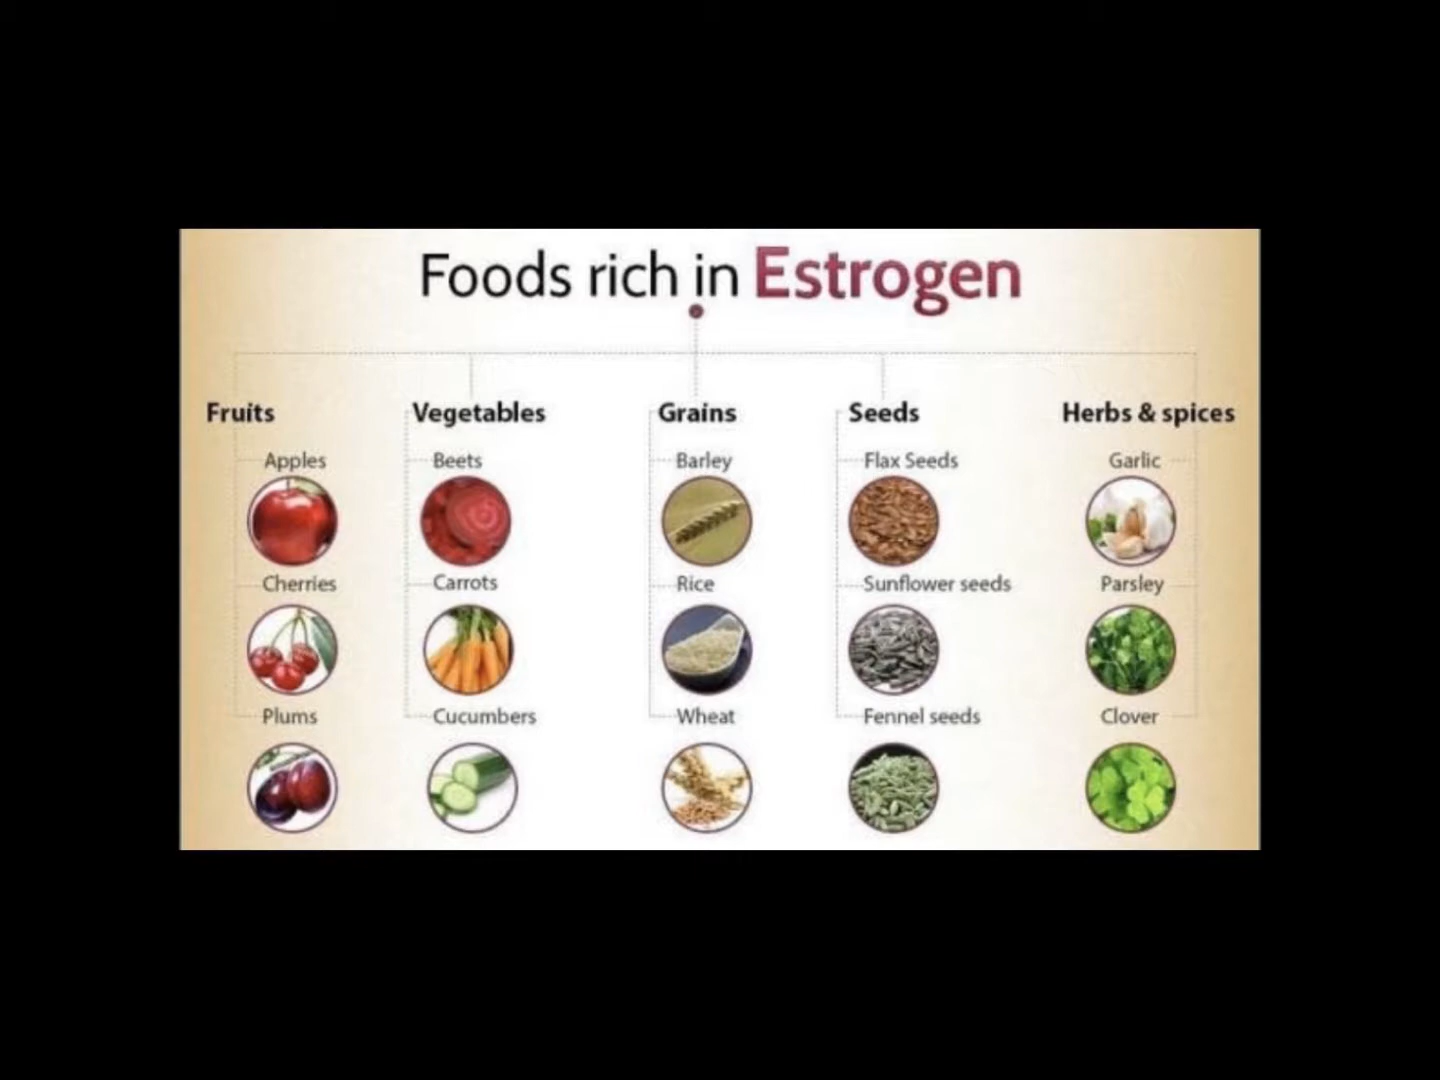 Foods rich in Estrogen
Fruits
Apples
Cherries
Plums
Vegetables
Beets
Carrots
Cucumbers
Grains
Barley
Rice
Wheat
Seeds
Flax Seeds
Sunflower seeds
Fennel seeds
Herbs & spices
Garlic
Parsley
Clover